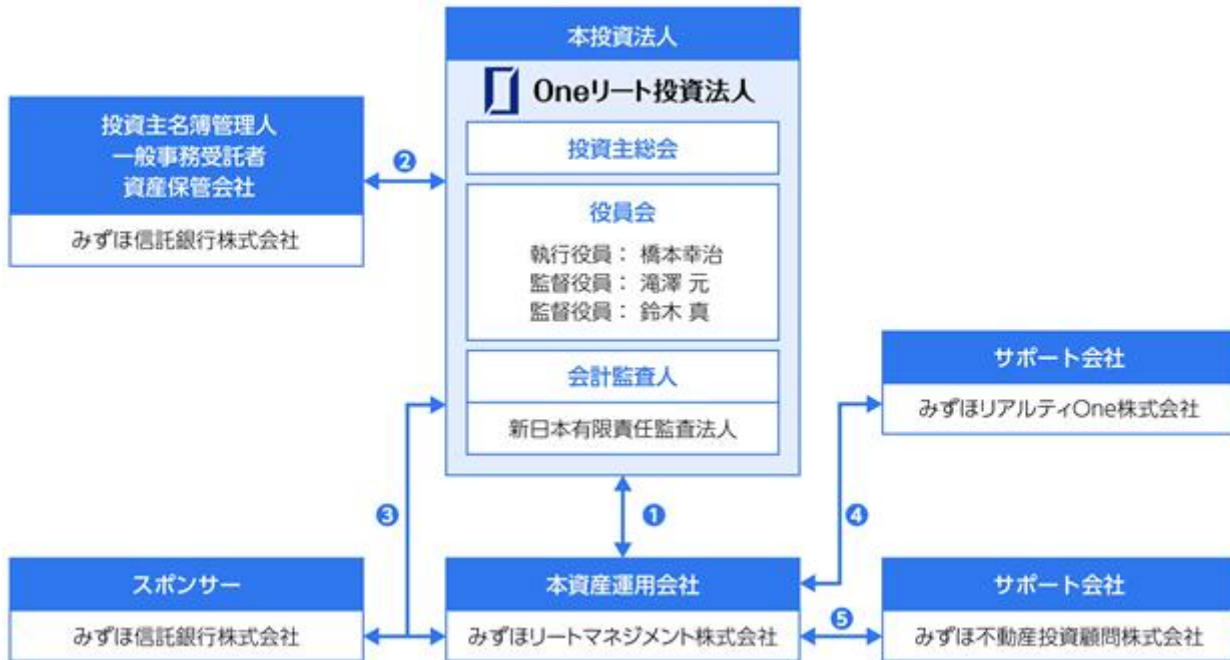 本投資法人
Oneリート投資法人
投資主総会
役員会
執行役員： 橋本幸治
監督役員： 滝澤 元
監督役員： 鈴木 真
会計監査人
新日本有限責任監査法人
投資主名簿管理人
一般事務受託者
資産保管会社
みずほ信託銀行株式会社
❷
サポート会社
みずほリアルティOne株式会社
❸
❶
❹
スポンサー
みずほ信託銀行株式会社
本資産運用会社
みずほリートマネジメント株式会社
❺
サポート会社
みずほ不動産投資顧問株式会社